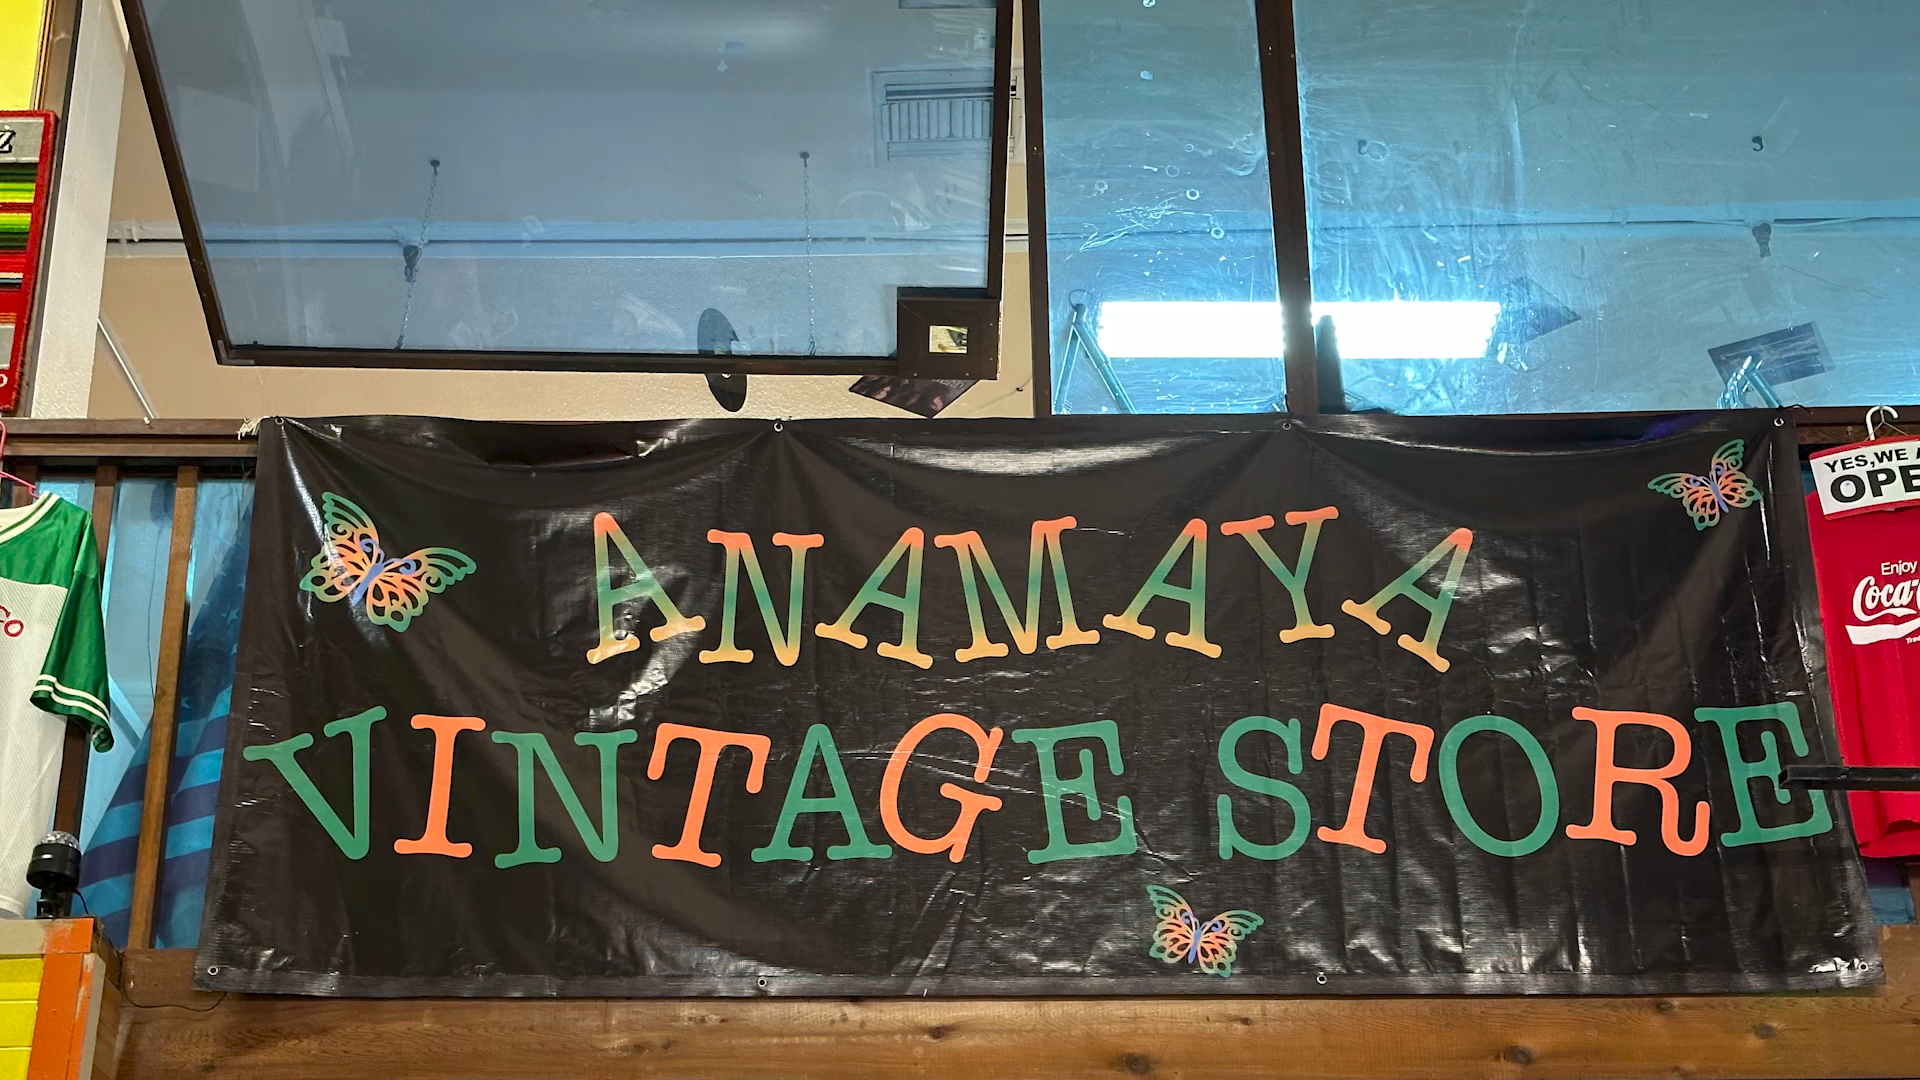 ANAMAYA
VINTAGE STORE
YES, WE
OPE
Enjoy
Coca-